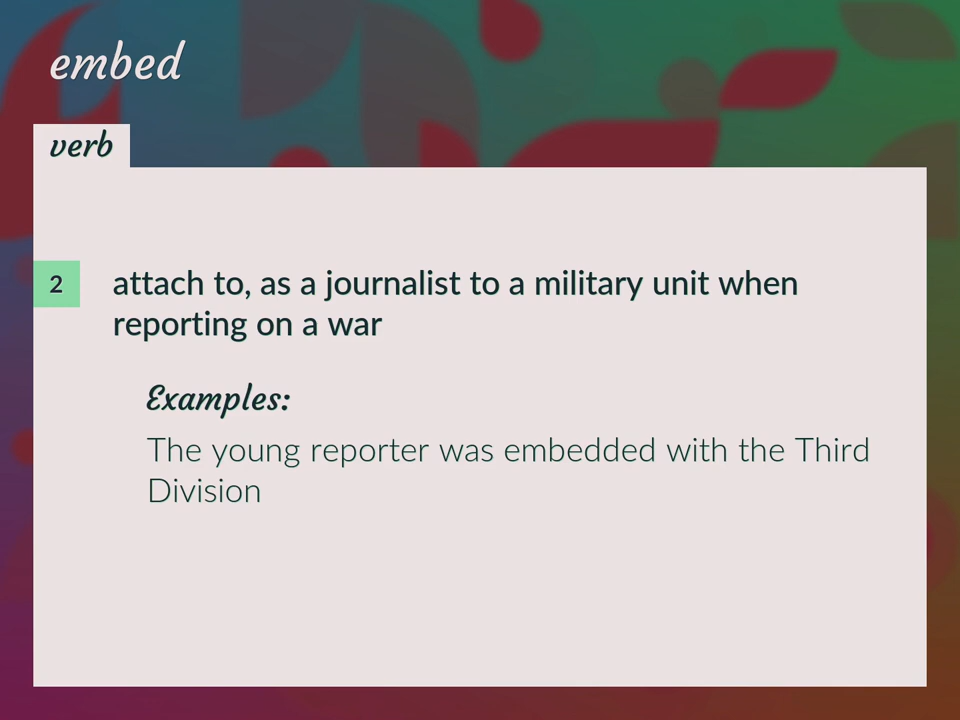 embed
verb
2
attach to, as a journalist to a military unit when
reporting on a war
Examples:
The young reporter was embedded with the Third
Division